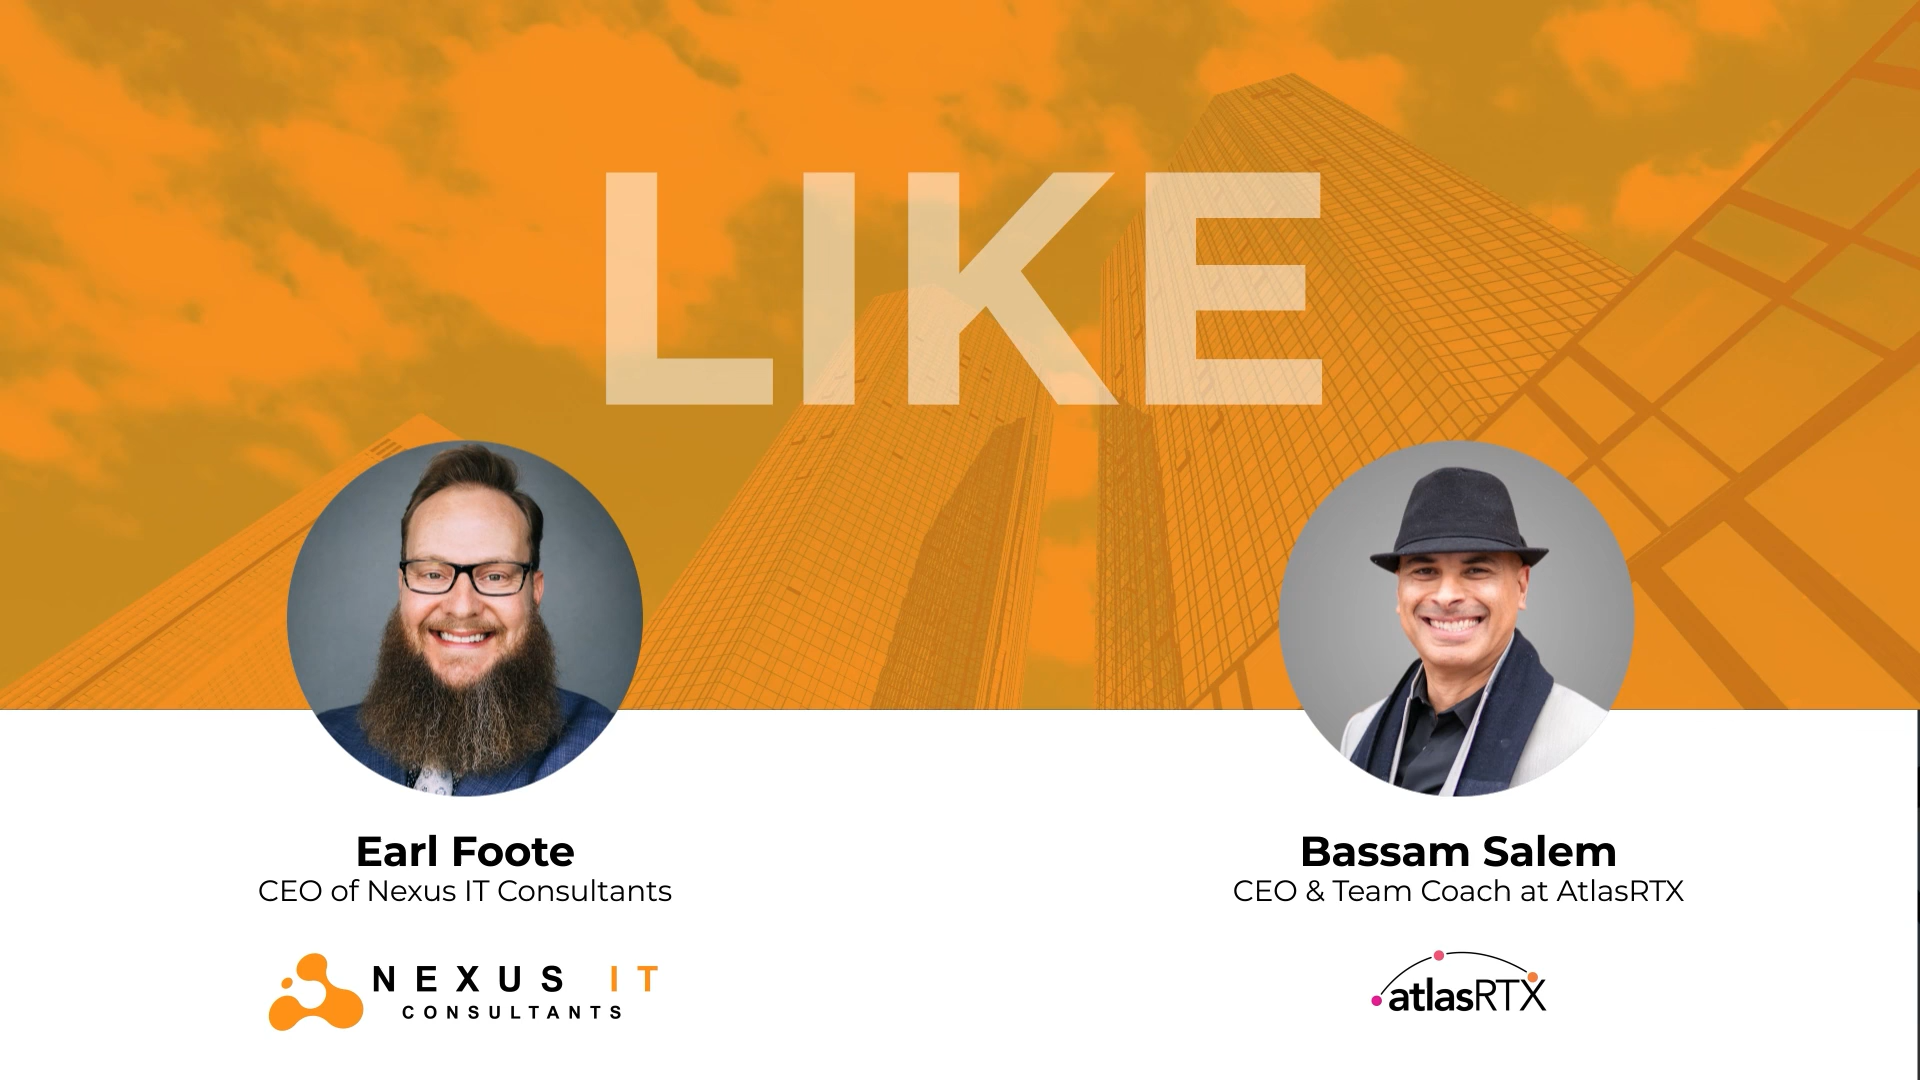 LIKE
Earl Foote
CEO of Nexus IT Consultants
NEXUS IT
CONSULTANTS
Bassam Salem
CEO & Team Coach at AtlasRTX
atlasRTX